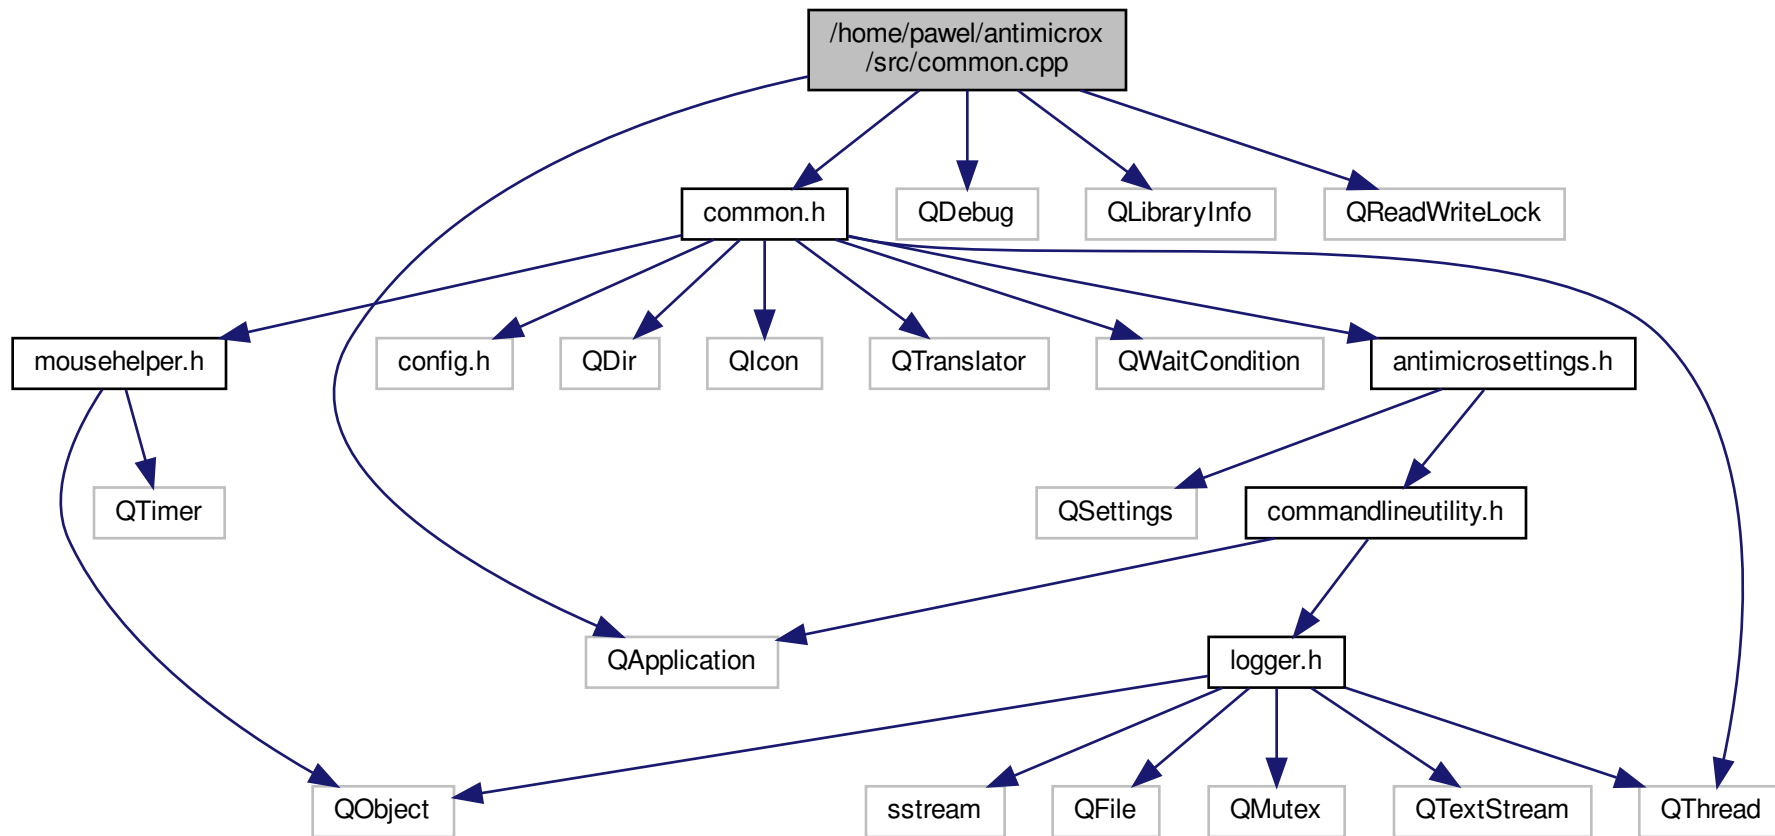 /home/pawel/antimicrox
/src/common.cpp
common.h
QDebug
QLibraryInfo
QReadWriteLock
mousehelper.h
config.h
QDir
QIcon
QTranslator
QWaitCondition
antimicrosettings.h
QTimer
QSettings
commandlineutility.h
QApplication
logger.h
QObject
sstream
QFile
QMutex
QTextStream
QThread